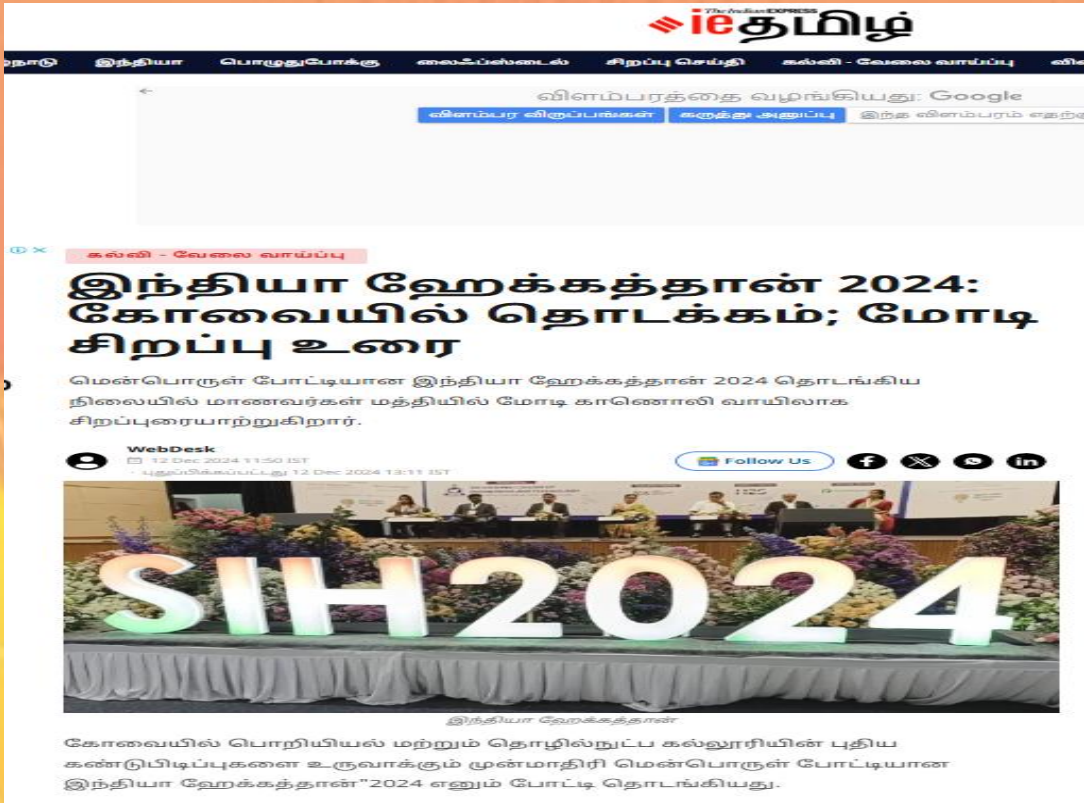 The Indian EXPRESS
ie தமிழ்
இந்தியா பொழுதுபோக்கு லைஃப்ஸ்டைல் சிறப்பு செய்தி கல்வி - வேலை வாய்ப்பு
விளம்பரத்தை வழங்கியது: Google
விளம்பர விருப்பங்கள் கருத்து அனுப்பு இந்த விளம்பரம்
கல்வி - வேலை வாய்ப்பு
இந்தியா ஹேக்கத்தான் 2024:
கோவையில் தொடக்கம்; மோடி
சிறப்பு உரை
மென்பொருள் போட்டியான இந்தியா ஹேக்கத்தான் 2024 தொடங்கிய
நிலையில் மாணவர்கள் மத்தியில் மோடி காணொலி வாயிலாக
சிறப்புரையாற்றுகிறார்.
WebDesk
12 Dec 2024 11:50 IST
புதுப்பிக்கப்பட்டது 12 Dec 2024 13:11 IST
Follow Us
SIH2024
இந்தியா ஹேக்கத்தான்
கோவையில் பொறியியல் மற்றும் தொழில்நுட்ப கல்லூரியின் புதிய
கண்டுபிடிப்புகளை உருவாக்கும் முன்மாதிரி மென்பொருள் போட்டியான
இந்தியா ஹேக்கத்தான்"2024 எனும் போட்டி தொடங்கியது.